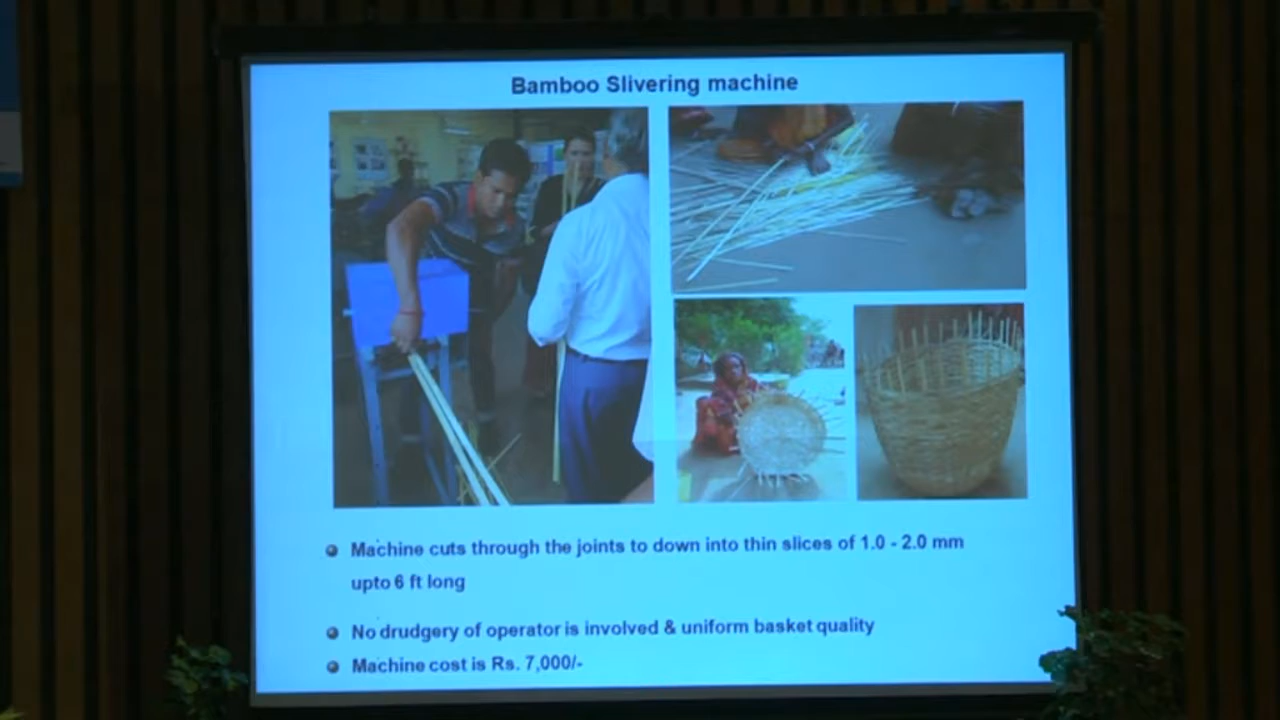 Bamboo Slivering machine
Machine cuts through the joints to down into thin slices of 1.0 - 2.0 mm
upto 6 ft long
No drudgery of operator is involved & uniform basket quality
Machine cost is Rs. 7,000/-